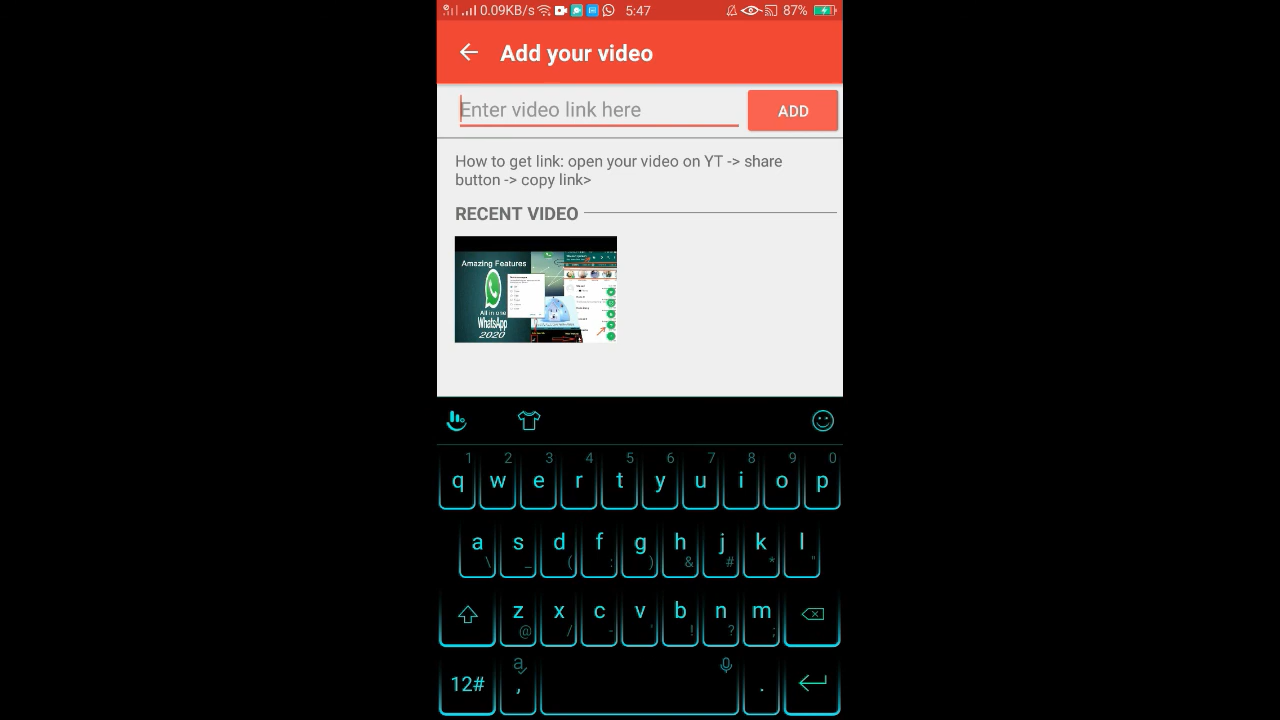 0.09KB/s 5:47 87%
Add your video
Enter video link here
ADD
How to get link: open your video on YT -> share
button -> copy link>
RECENT VIDEO
Amazing Features
All in one
WhatsApp
2020
1 2 3 4 5 6 7 8 9 0
q w e r t y u i o p
a s d f g h j k l
\ _ ( : ) & # * "
z x c v b n m
@ / - ' ! ? ;
a
12# , .